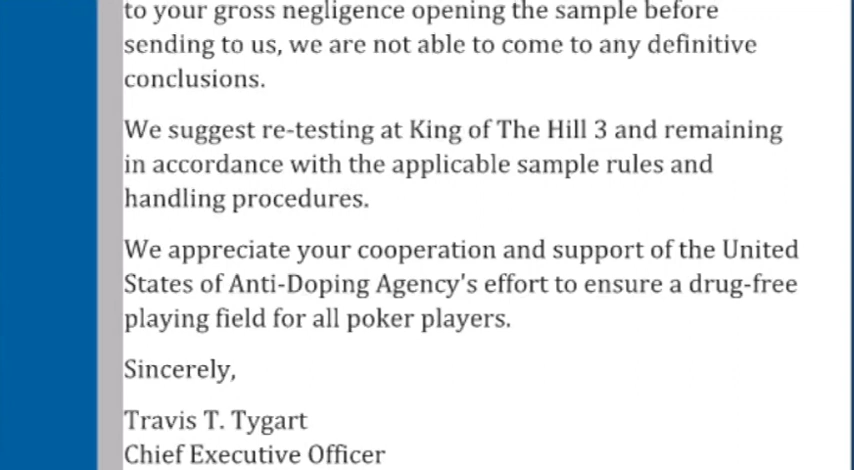 to your gross negligence opening the sample before
sending to us, we are not able to come to any definitive
conclusions.
We suggest re-testing at King of The Hill 3 and remaining
in accordance with the applicable sample rules and
handling procedures.
We appreciate your cooperation and support of the United
States of Anti-Doping Agency's effort to ensure a drug-free
playing field for all poker players.
Sincerely,
Travis T. Tygart
Chief Executive Officer